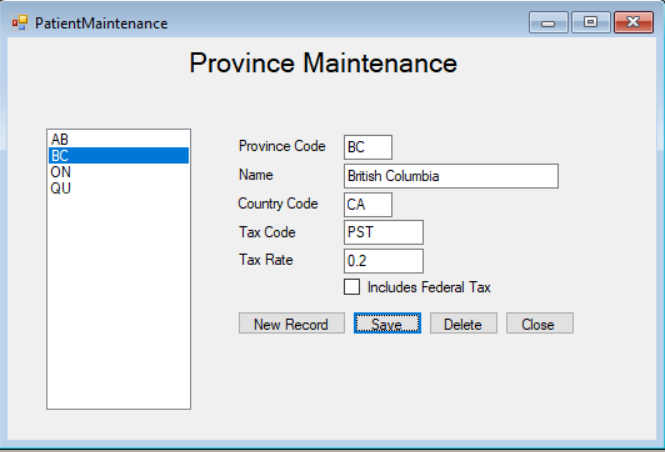 PatientMaintenance
Province Maintenance
AB
BC
ON
QU
Province Code BC
Name British Columbia
Country Code CA
Tax Code PST
Tax Rate 0.2
Includes Federal Tax
New Record Save Delete Close